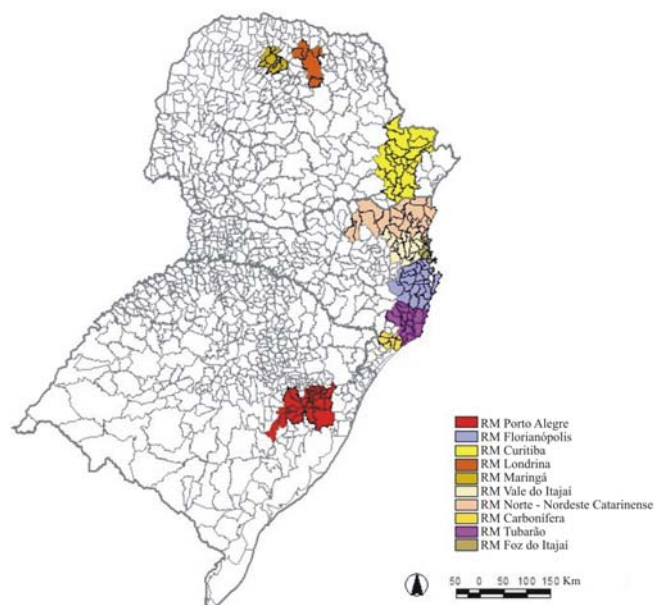 RM Porto Alegre
RM Florianópolis
RM Curitiba
RM Londrina
RM Maringá
RM Vale do Itajaí
RM Norte - Nordeste Catarinense
RM Carbonífera
RM Tubarão
RM Foz do Itajaí
50 0 50 100 150 Km